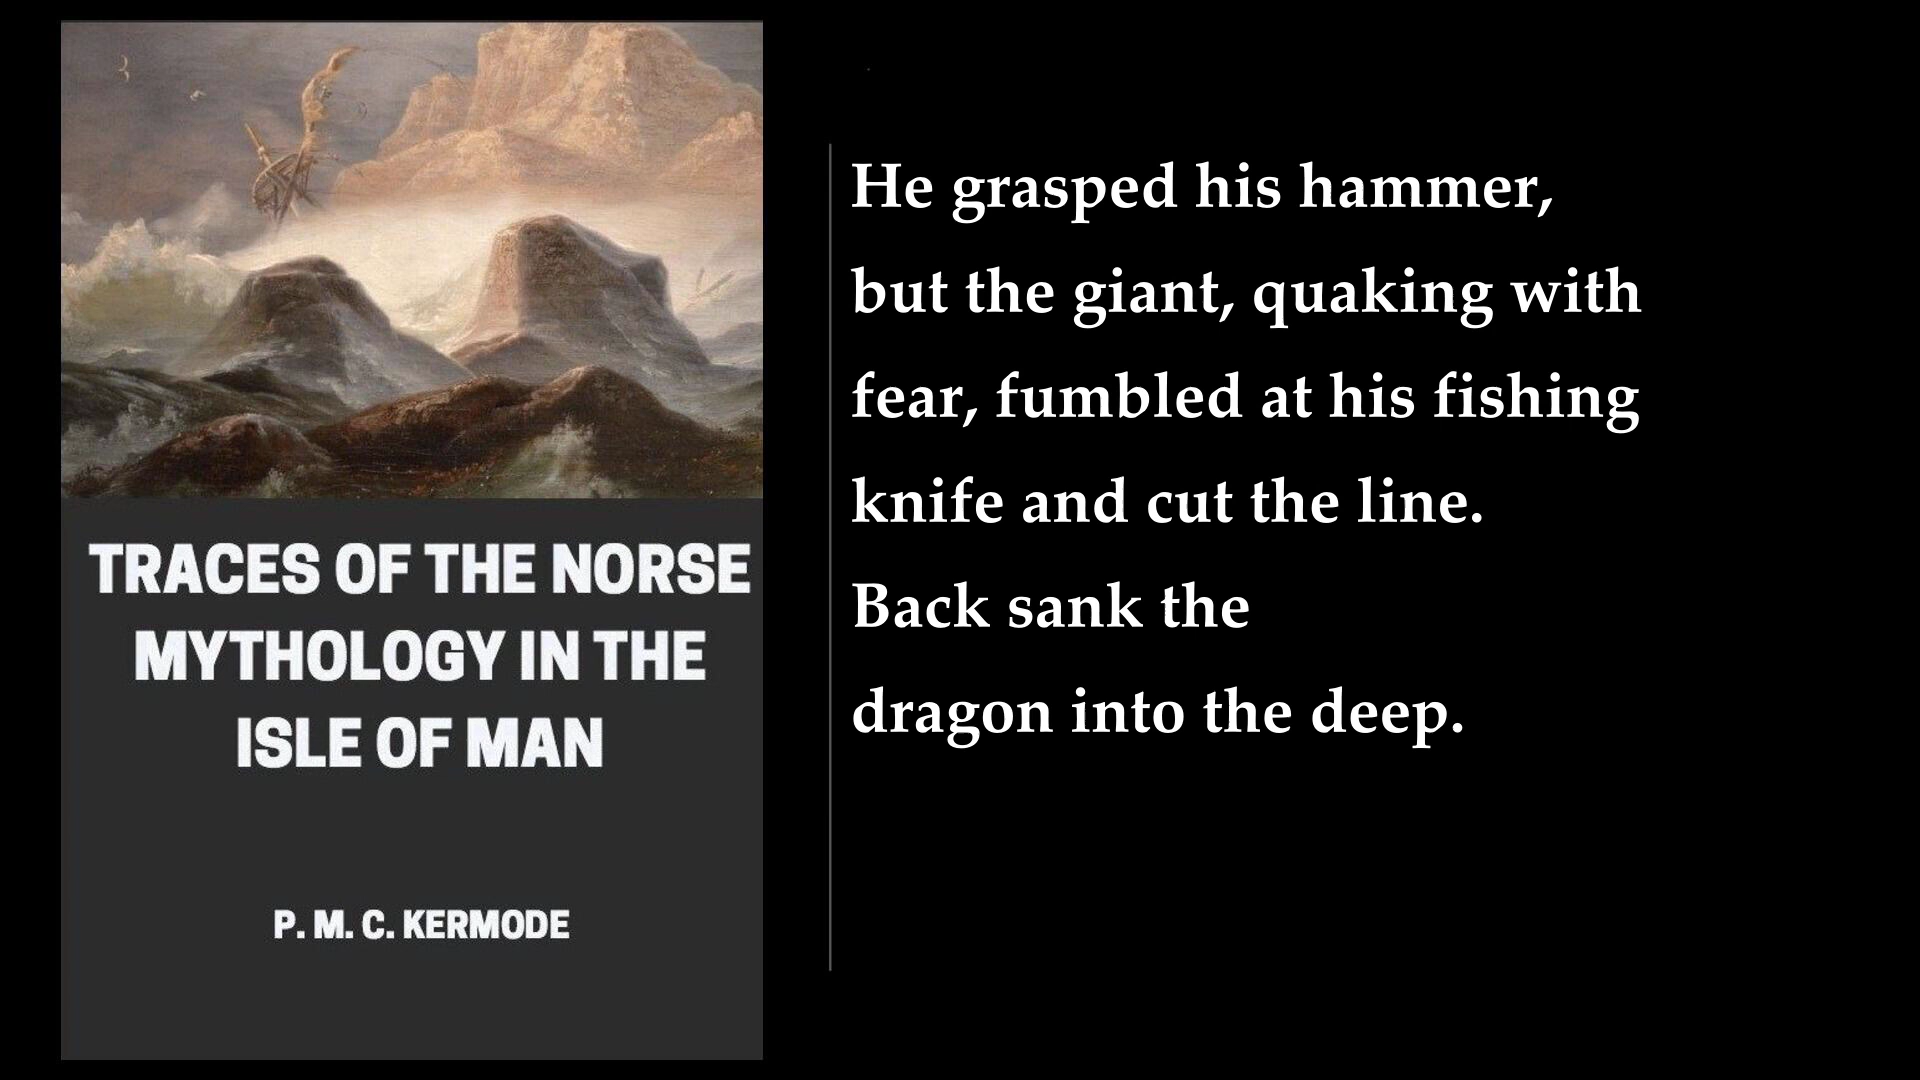 TRACES OF THE NORSE
MYTHOLOGY IN THE
ISLE OF MAN
P. M. C. KERMODE
He grasped his hammer,
but the giant, quaking with
fear, fumbled at his fishing
knife and cut the line.
Back sank the
dragon into the deep.